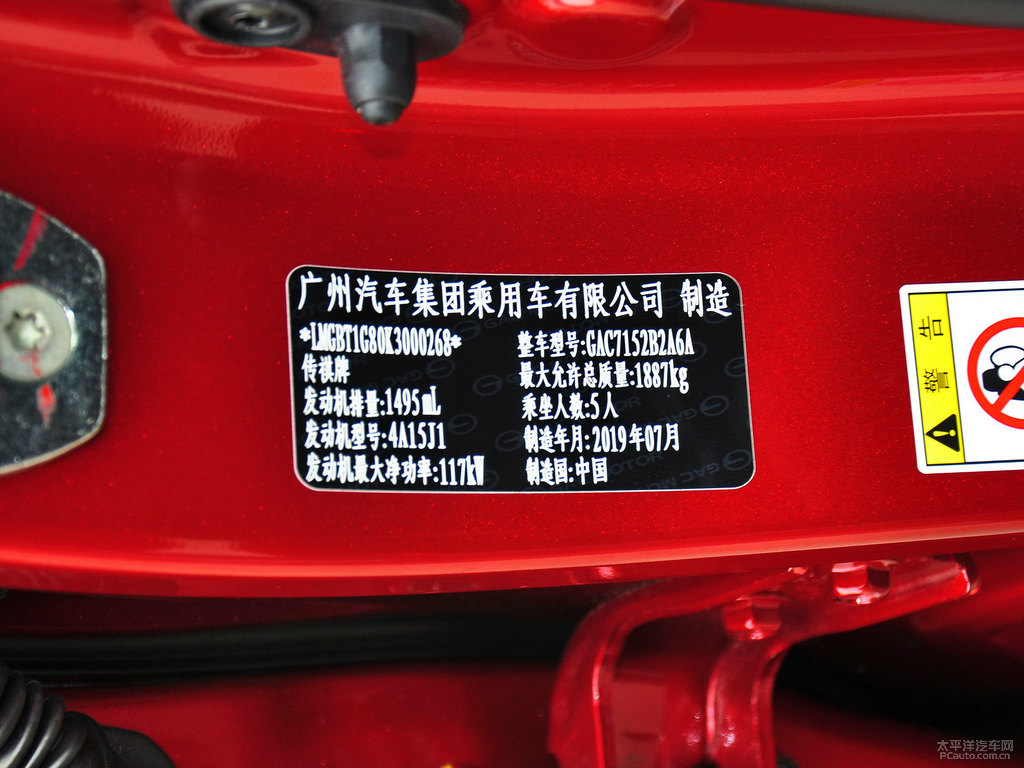 广州汽车集团乘用车有限公司 制造
*LMGBT1G80K3000268*
整车型号:GAC7152B2A6A
传祺牌
最大允许总质量:1887kg
发动机排量:1495mL
乘坐人数:5人
发动机型号:4A15J1
制造年月:2019年07月
发动机最大净功率:117kW
制造国:中国
警告
太平洋汽车网
PCauto.com.cn